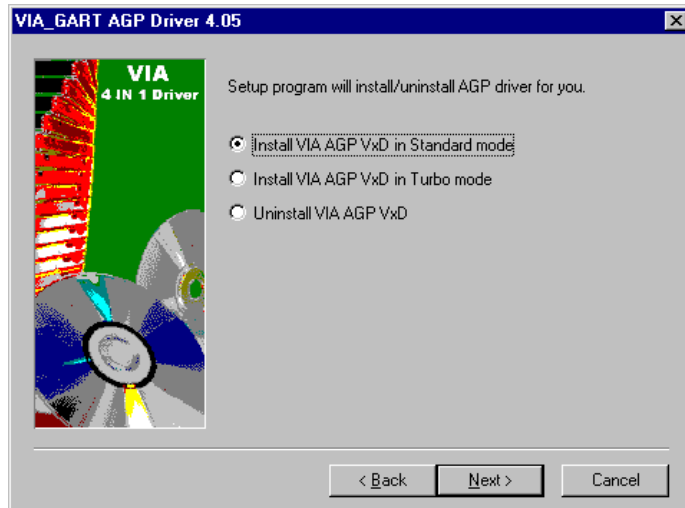 VIA_GART AGP Driver 4.05
VIA
4 IN 1 Driver
Setup program will install/uninstall AGP driver for you.
Install VIA AGP VxD in Standard mode
Install VIA AGP VxD in Turbo mode
Uninstall VIA AGP VxD
< Back
Next >
Cancel